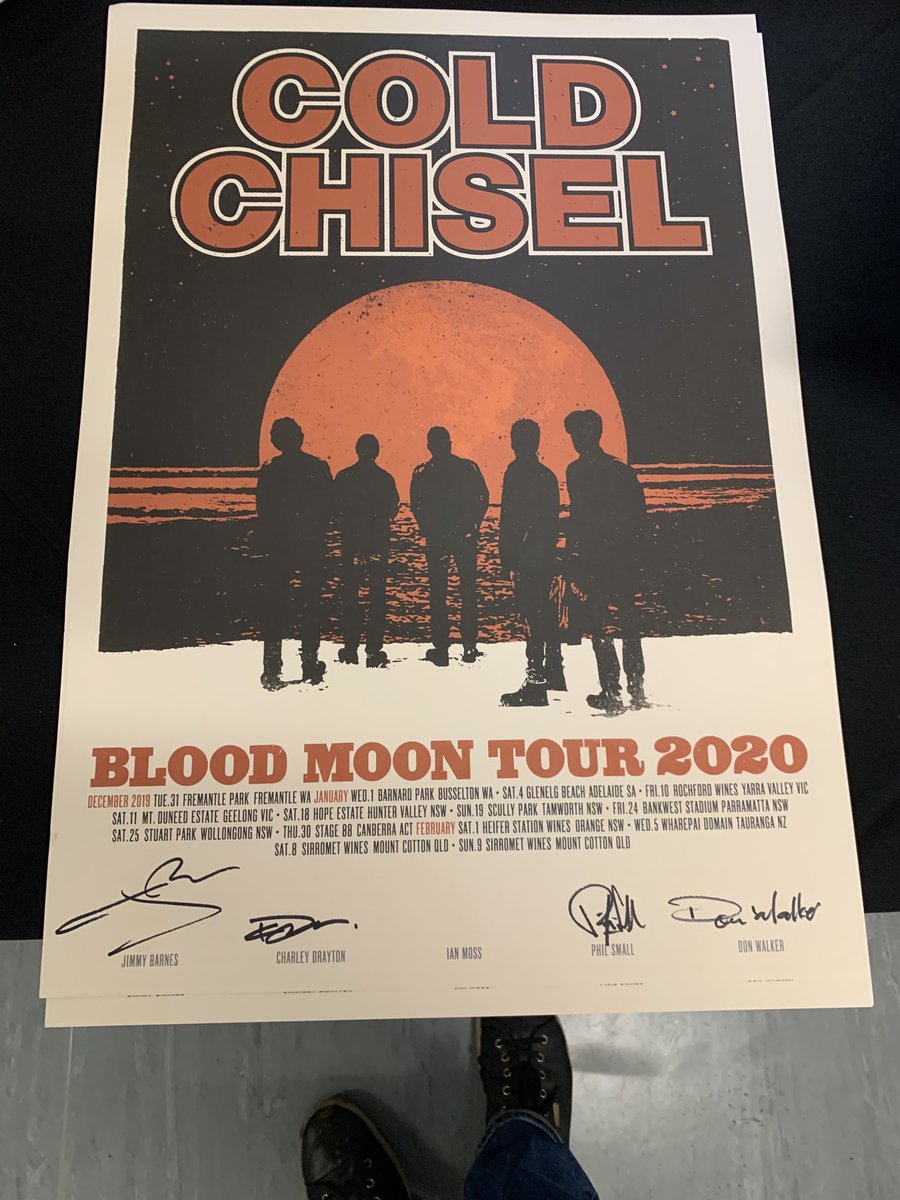 COLD
CHISEL
BLOOD MOON TOUR 2020
DECEMBER 2019 TUE.31 FREMANTLE PARK FREMANTLE WA JANUARY WED.1 BARNARD PARK BUSSELTON WA • SAT.4 GLENELG BEACH ADELAIDE SA • FRI.10 ROCHFORD WINES YARRA VALLEY VIC
SAT.11 MT. DUNEED ESTATE GEELONG VIC • SAT.18 HOPE ESTATE HUNTER VALLEY NSW • SUN.19 SCULLY PARK TAMWORTH NSW • FRI.24 BANKWEST STADIUM PARRAMATTA NSW
SAT.25 STUART PARK WOLLONGONG NSW • THU.30 STAGE 88 CANBERRA ACT FEBRUARY SAT.1 HEIFER STATION WINES ORANGE NSW • WED.5 WHAREPAI DOMAIN TAURANGA NZ
SAT.8 SIRROMET WINES MOUNT COTTON QLD • SUN.9 SIRROMET WINES MOUNT COTTON QLD
Don Walker
JIMMY BARNES CHARLEY DRAYTON IAN MOSS PHIL SMALL DON WALKER